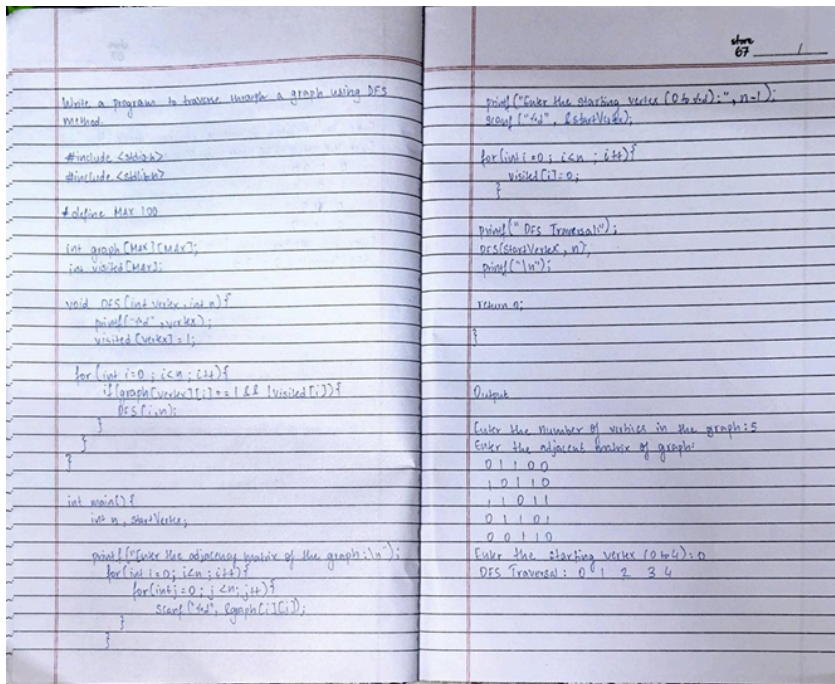 Write a program to traverse through a graph using DFS
method.
#include <stdio.h>
#include <stdlib.h>
#define MAX 100
int graph[MAX][MAX];
int visited[MAX];
void DFS(int vertex, int n){
printf("%d", vertex);
visited[vertex]=1;
for(int i=0; i<n; i++){
if(graph[vertex][i]==1 && !visited[i]){
DFS(i,n);
}
}
}
int main(){
int n, startVertex;
printf("Enter the adjacency matrix of the graph:\n");
for(int i=0; i<n; i++){
for(int j=0; j<n; j++){
scanf("%d", &graph[i][i]);
}
}
store
67
printf("Enter the starting vertex (0 to %d):", n-1);
scanf("%d", &startVertex);
for(int i=0; i<n; i++){
visited[i]=0;
}
printf("DFS Traversal:");
DFS(startVertex, n);
printf("\n");
return 0;
}
Output
Enter the number of vertices in the graph:5
Enter the adjacent matrix of graph:
0 1 1 0 0
1 0 1 1 0
1 1 0 1 1
0 1 1 0 1
0 0 1 1 0
Enter the starting vertex (0 to 4):0
DFS Traversal: 0 1 2 3 4